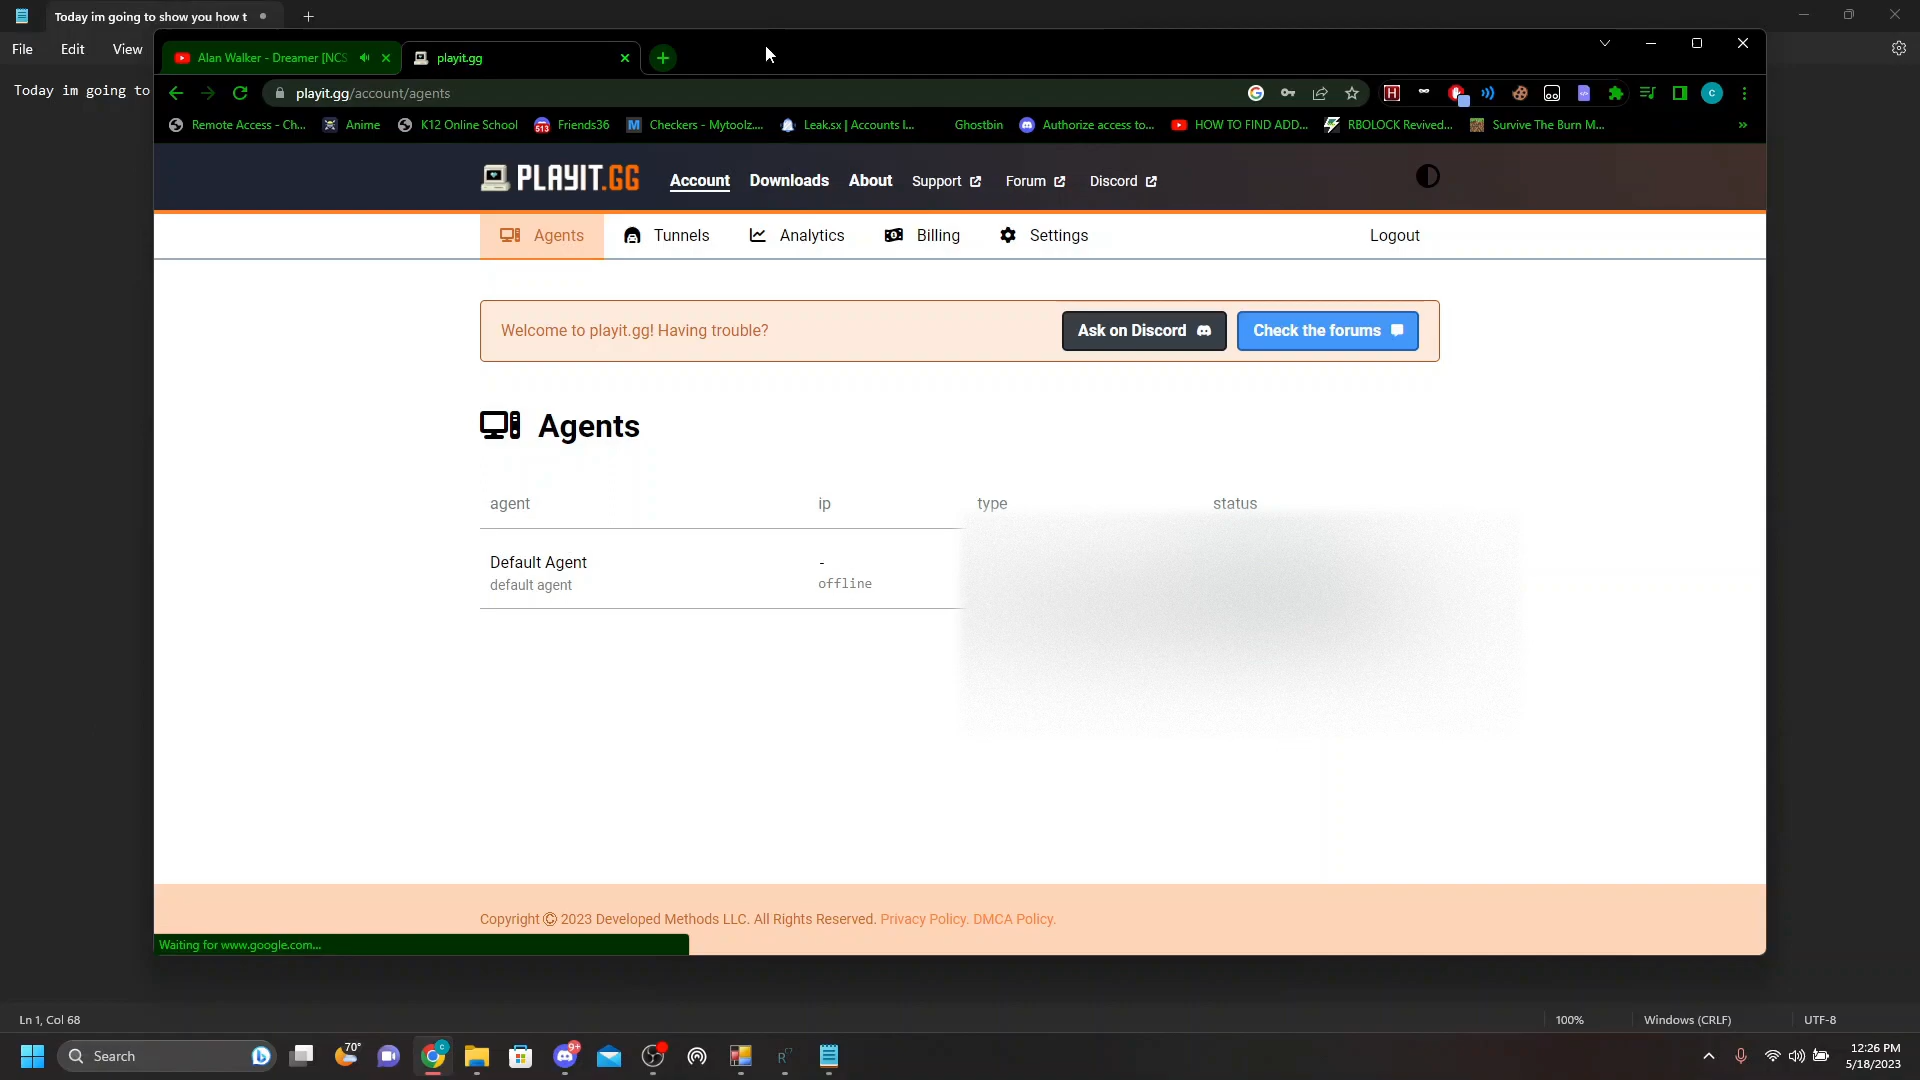 Today im going to show you how t
File Edit View
Today im going to
Alan Walker - Dreamer [NCS
playit.gg
playit.gg/account/agents
Remote Access - Ch...
Anime
K12 Online School
Friends36
Checkers - Mytoolz....
Leak.sx | Accounts l...
Ghostbin
Authorize access to...
HOW TO FIND ADD...
RBOLOCK Revived...
Survive The Burn M...
»
PLAYIT.GG
Account Downloads About Support Forum Discord
Agents Tunnels Analytics Billing Settings Logout
Welcome to playit.gg! Having trouble?
Ask on Discord
Check the forums
Agents
agent ip type status
Default Agent -
default agent offline
Copyright © 2023 Developed Methods LLC. All Rights Reserved. Privacy Policy. DMCA Policy.
Waiting for www.google.com...
Ln 1, Col 68
100%
Windows (CRLF)
UTF-8
Search
70°
9+
12:26 PM
5/18/2023